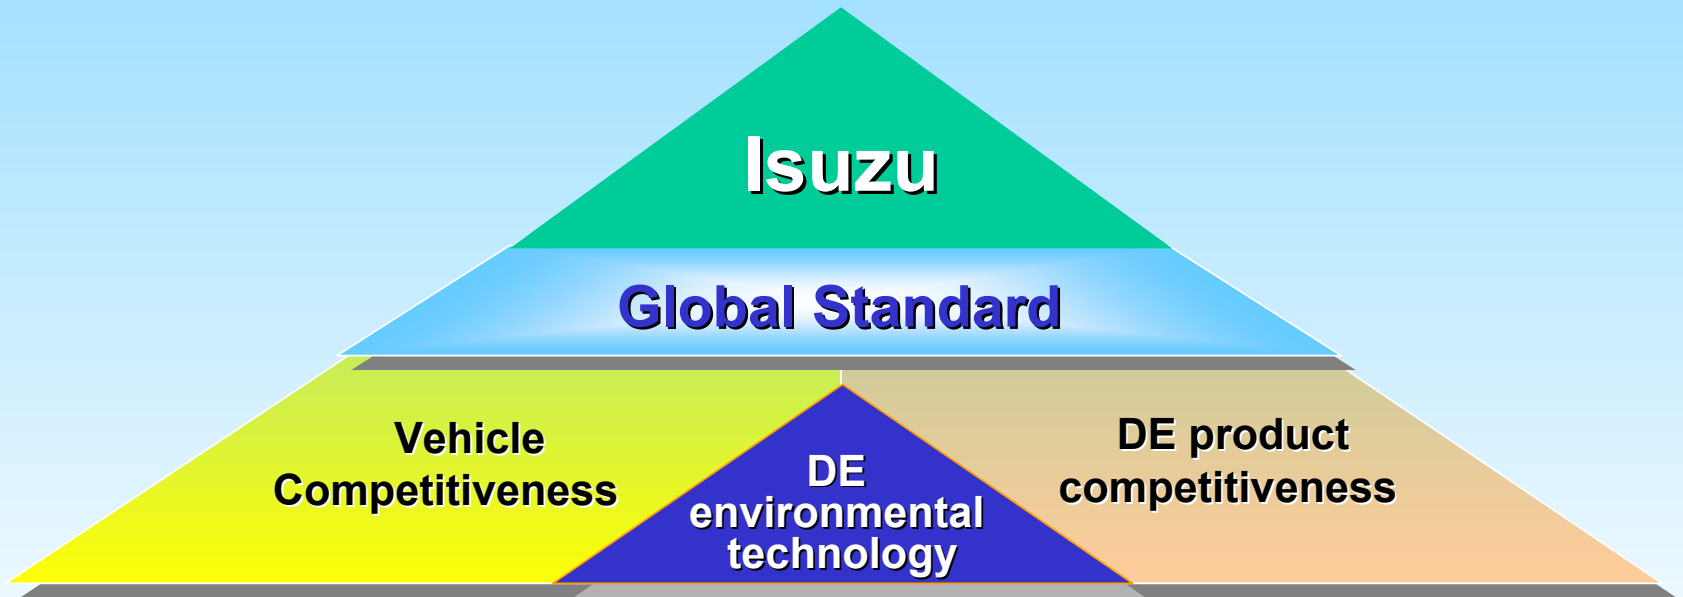 Isuzu
Global Standard
Vehicle
Competitiveness
DE
environmental
technology
DE product
competitiveness